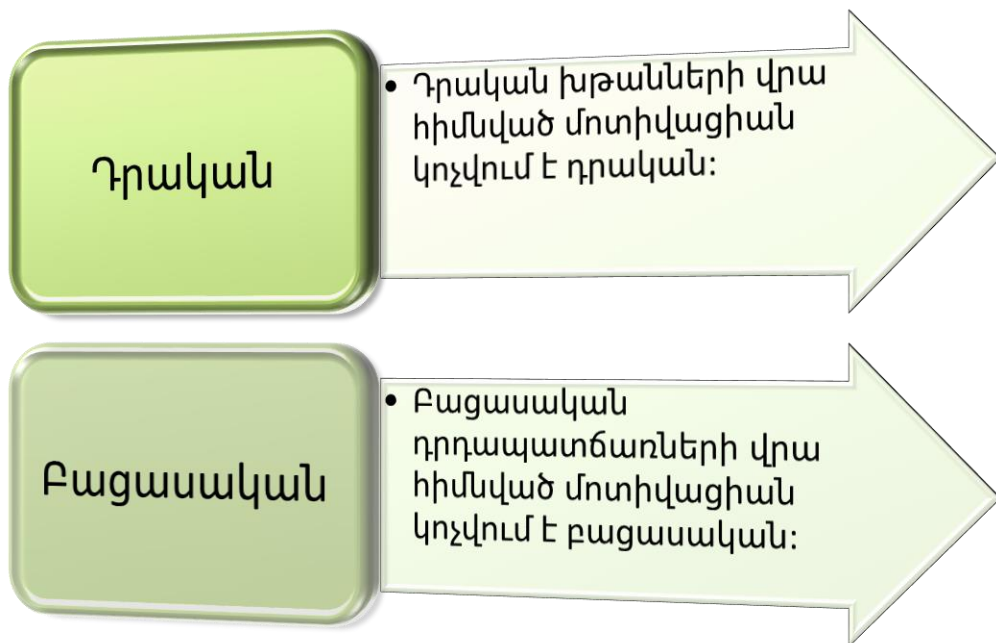 Դրական
• Դրական խթանների վրա
հիմնված մոտիվացիան
կոչվում է դրական:
Բացասական
• Բացասական
դրդապատճառների վրա
հիմնված մոտիվացիան
կոչվում է բացասական: